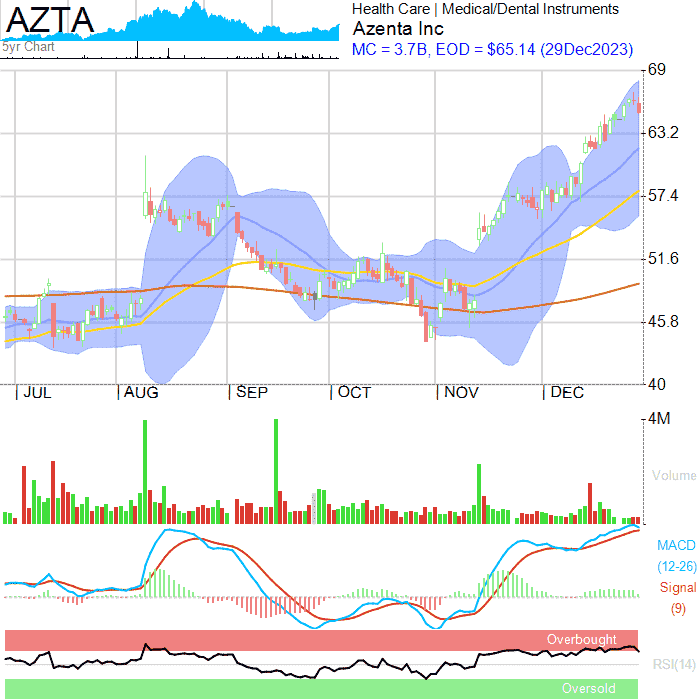 AZTA
5yr Chart
Health Care | Medical/Dental Instruments
Azenta Inc
MC = 3.7B, EOD = $65.14 (29Dec2023)
69
63.2
57.4
51.6
45.8
40
|JUL |AUG |SEP |OCT |NOV |DEC
4M
Volume
MACD
(12-26)
Signal
(9)
Overbought
RSI(14)
Oversold